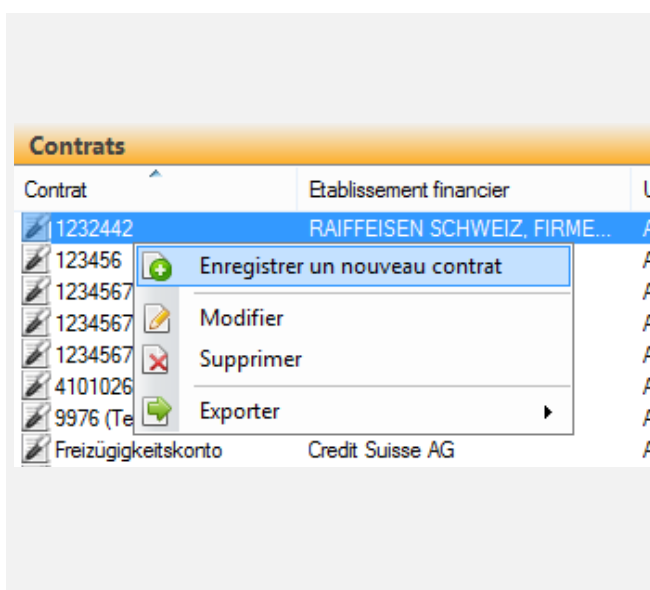 Contrats
Contrat Etablissement financier
1232442 RAIFFEISEN SCHWEIZ, FIRME...
123456
Enregistrer un nouveau contrat
1234567
1234567
Modifier
1234567
Supprimer
4101026
9976 (Te
Exporter
Freizügigkeitskonto Credit Suisse AG